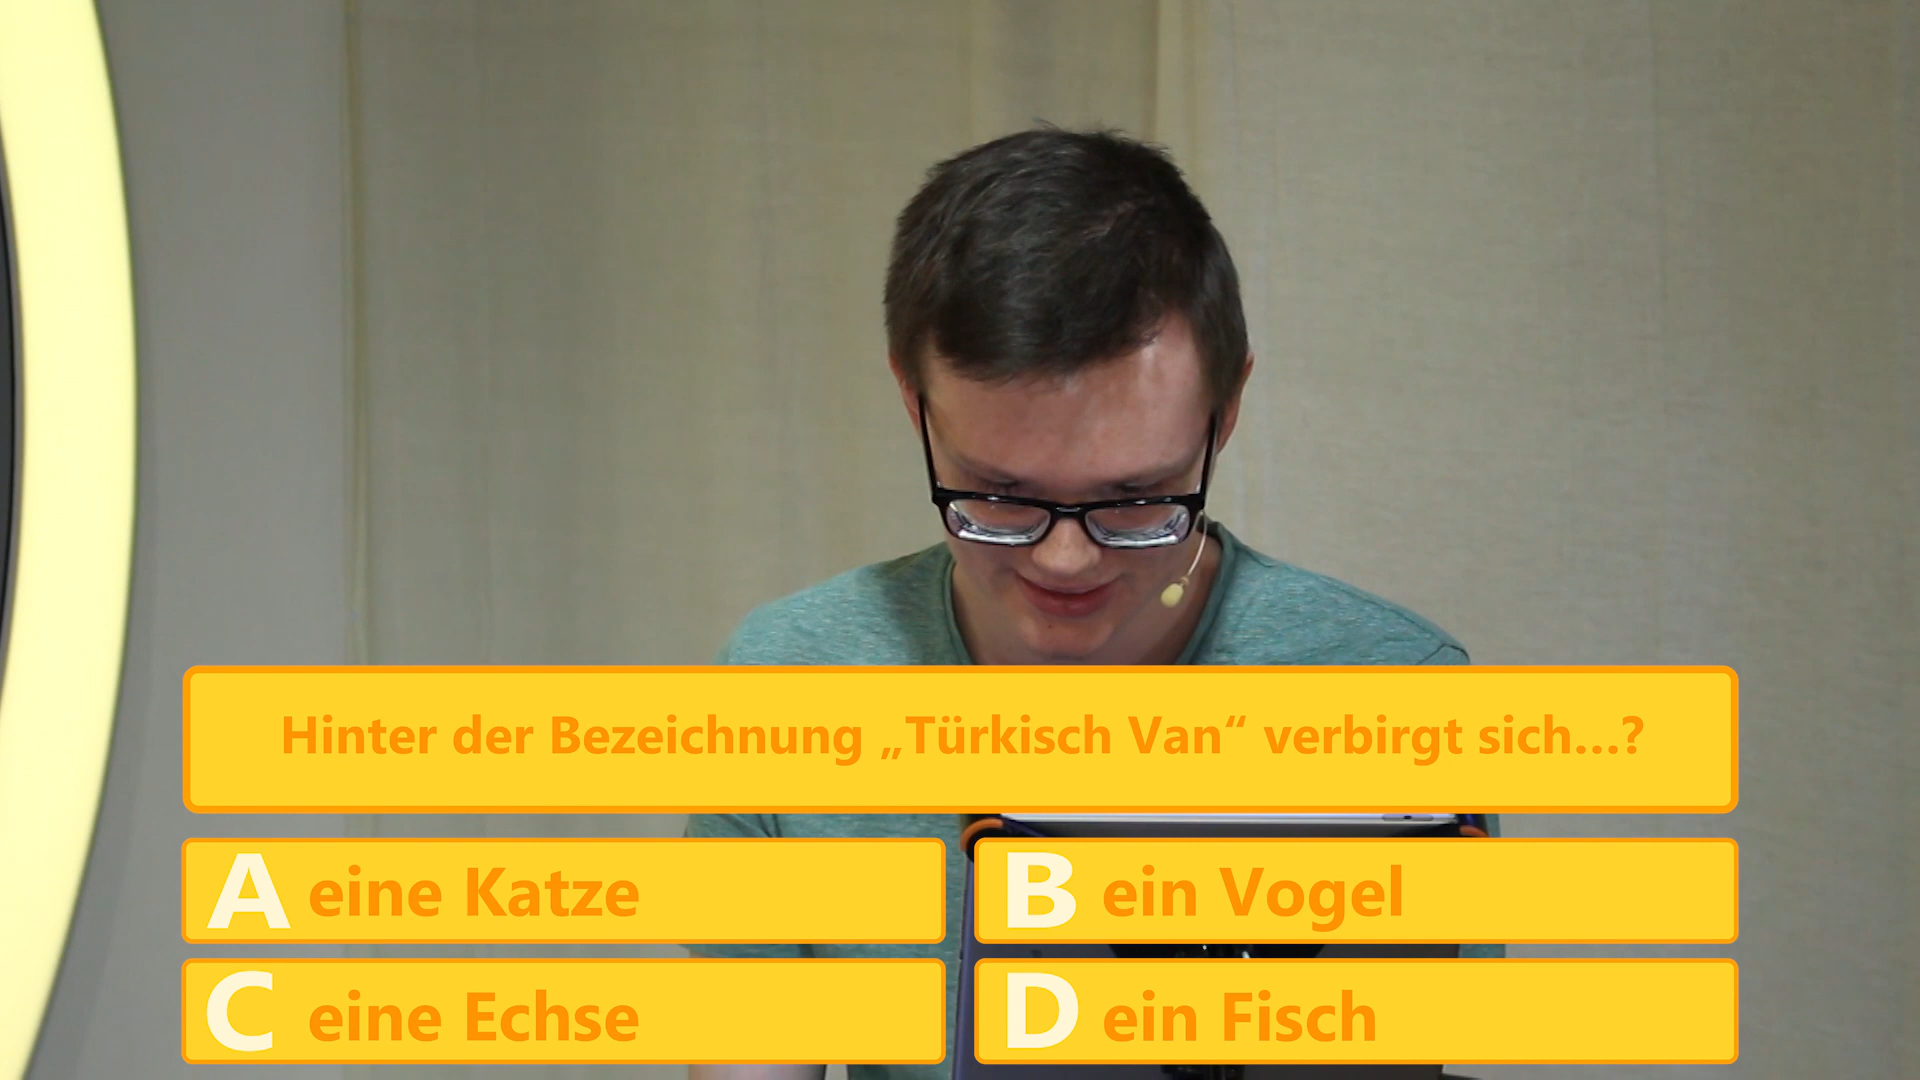 Hinter der Bezeichnung „Türkisch Van“ verbirgt sich...?
A eine Katze
B ein Vogel
C eine Echse
D ein Fisch